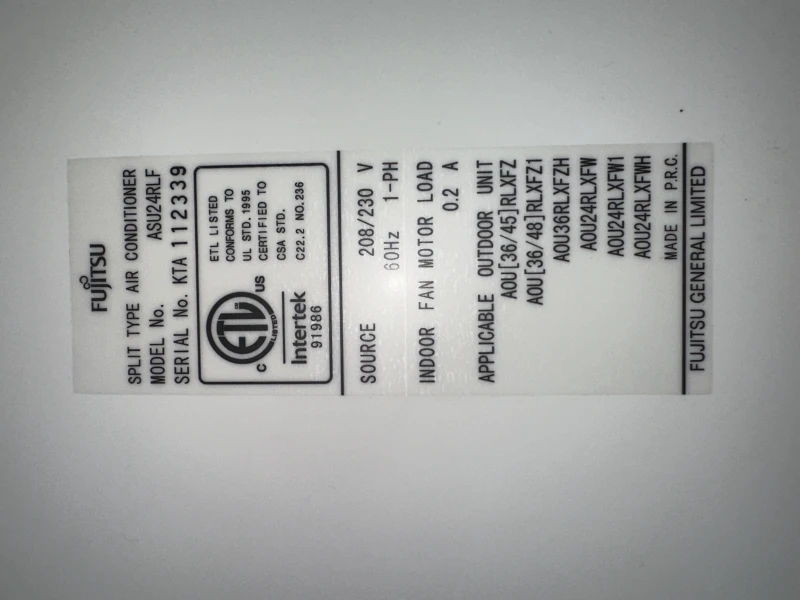 FUJITSU
SPLIT TYPE AIR CONDITIONER
MODEL No. ASU24RLF
SERIAL No. KTA 112339
C ETL LISTED US
Intertek
91986
ETL LISTED
CONFORMS TO
UL STD.1995
CERTIFIED TO
CSA STD.
C22.2 NO.236
SOURCE 208/230 V
60Hz 1-PH
INDOOR FAN MOTOR LOAD
0.2 A
APPLICABLE OUTDOOR UNIT
AOU[36/45]RLXFZ
AOU[36/48]RLXFZ1
AOU36RLXFZH
AOU24RLXFW
AOU24RLXFW1
AOU24RLXFWH
MADE IN P.R.C.
FUJITSU GENERAL LIMITED